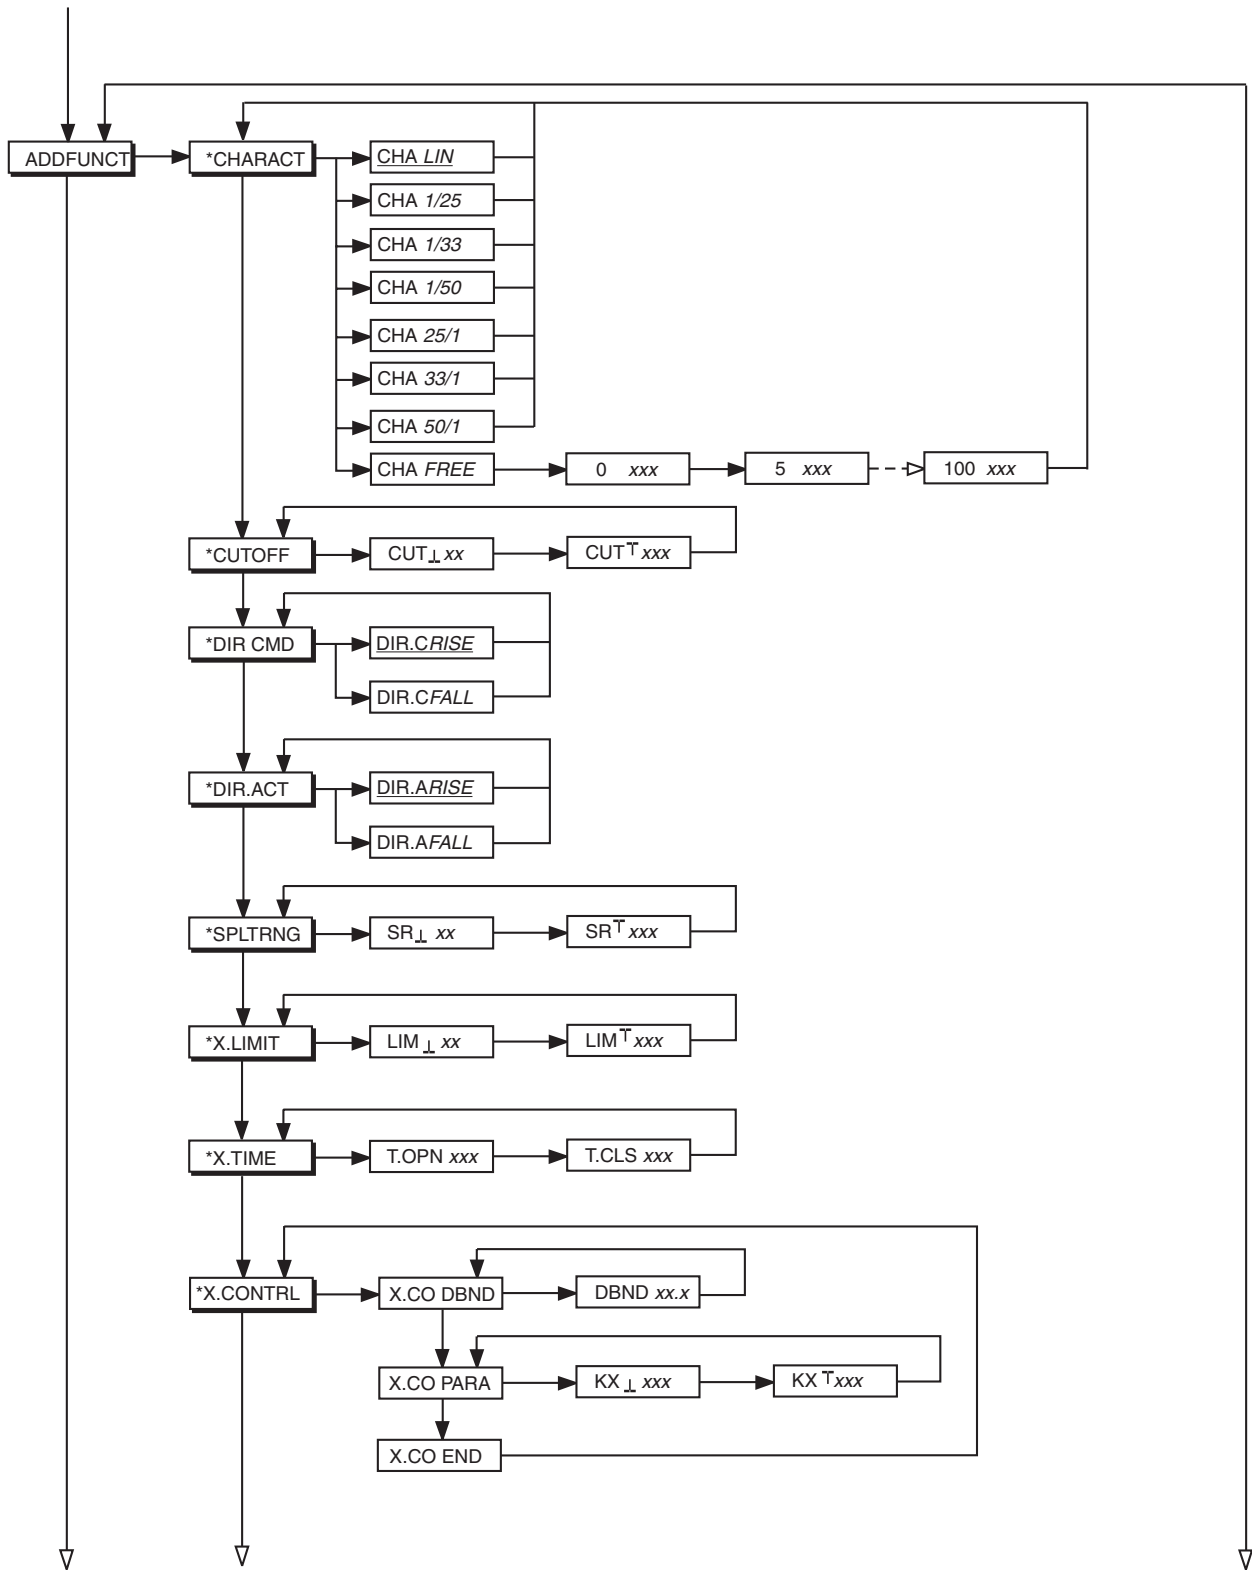 ADDFUNCT
*CHARACT
CHA LIN
CHA 1/25
CHA 1/33
CHA 1/50
CHA 25/1
CHA 33/1
CHA 50/1
CHA FREE
0 xxx
5 xxx
100 xxx
*CUTOFF
CUT⊥ xx
CUT⊤ xxx
*DIR CMD
DIR.CRISE
DIR.CFALL
*DIR.ACT
DIR.ARISE
DIR.AFALL
*SPLTRNG
SR⊥ xx
SR⊤ xxx
*X.LIMIT
LIM⊥ xx
LIM⊤ xxx
*X.TIME
T.OPN xxx
T.CLS xxx
*X.CONTRL
X.CO DBND
DBND xx.x
X.CO PARA
KX⊥ xxx
KX⊤xxx
X.CO END